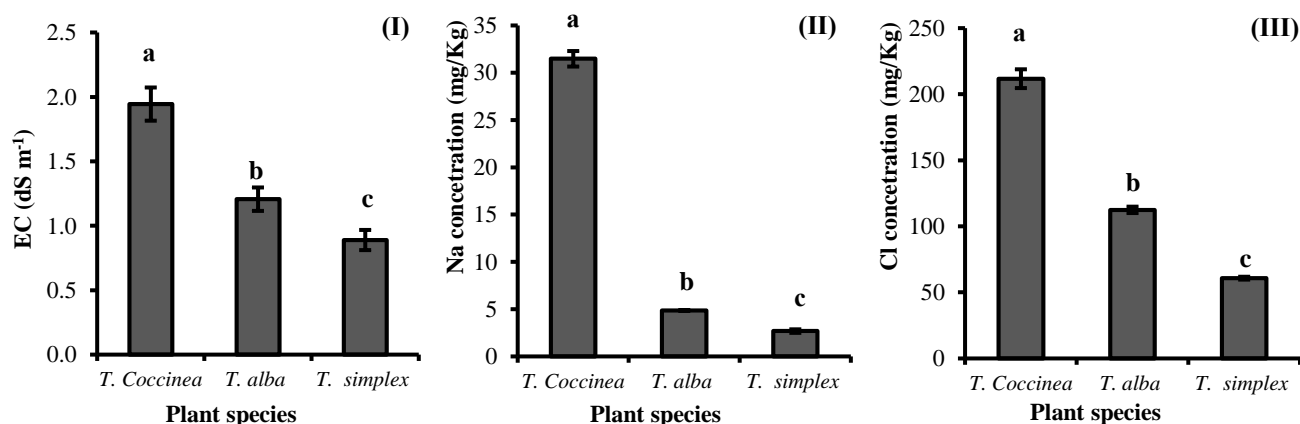 (I)
EC (dS m-1)
2.5
2.0
1.5
1.0
0.5
0.0
a
b
c
T. Coccinea
T. alba
T. simplex
Plant species
(II)
Na concetration (mg/Kg)
35
30
25
20
15
10
5
0
a
b
c
T. Coccinea
T. alba
T. simplex
Plant species
(III)
Cl concetration (mg/Kg)
250
200
150
100
50
0
a
b
c
T. Coccinea
T. alba
T. simplex
Plant species